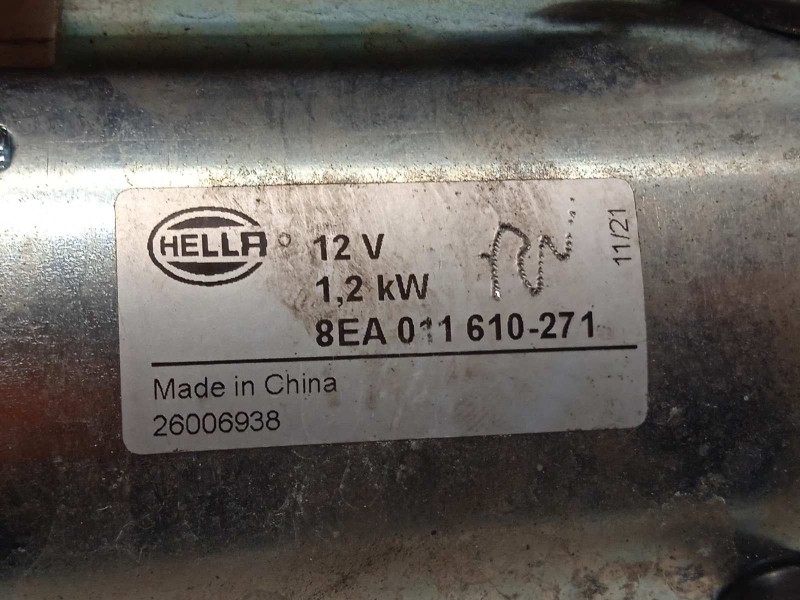 HELLA
12 V
1,2 kW
8EA 011 610-271
11/21
Made in China
26006938